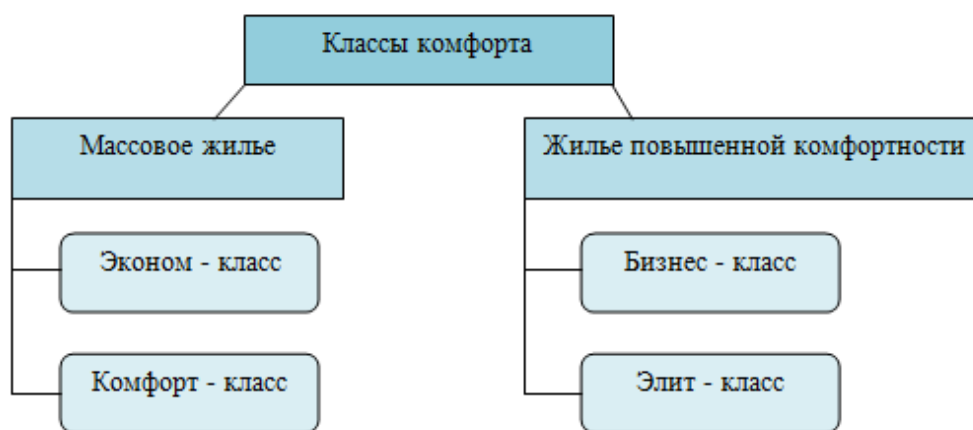 Классы комфорта
Массовое жилье
Жилье повышенной комфортности
Эконом - класс
Бизнес - класс
Комфорт - класс
Элит - класс